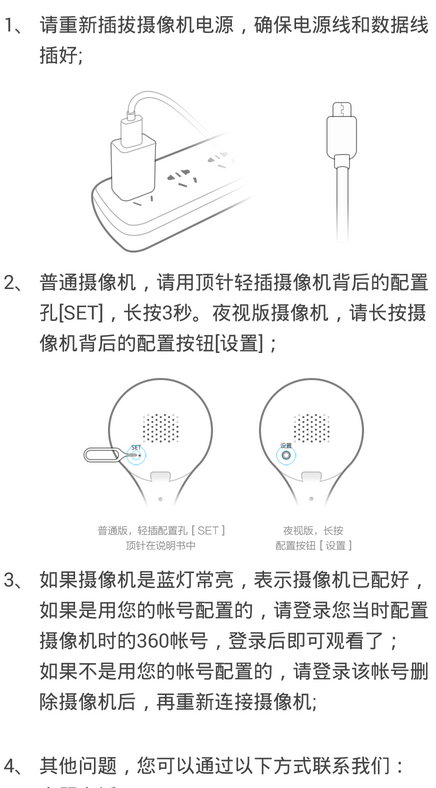 1、 请重新插拔摄像机电源，确保电源线和数据线
插好;
2、 普通摄像机，请用顶针轻插摄像机背后的配置
孔[SET]，长按3秒。夜视版摄像机，请长按摄
像机背后的配置按钮[设置]；
SET
设置
普通版，轻插配置孔［SET］
顶针在说明书中
夜视版，长按
配置按钮［设置］
3、 如果摄像机是蓝灯常亮，表示摄像机已配好，
如果是用您的帐号配置的，请登录您当时配置
摄像机时的360帐号，登录后即可观看了；
如果不是用您的帐号配置的，请登录该帐号删
除摄像机后，再重新连接摄像机;
4、 其他问题，您可以通过以下方式联系我们：